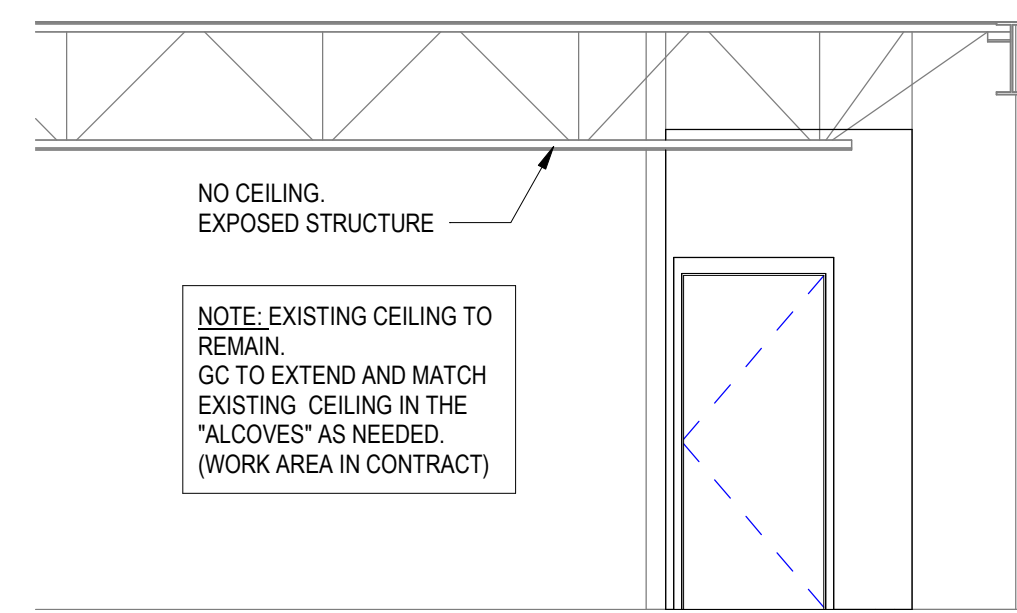 NO CEILING.
EXPOSED STRUCTURE
NOTE: EXISTING CEILING TO
REMAIN.
GC TO EXTEND AND MATCH
EXISTING CEILING IN THE
"ALCOVES" AS NEEDED.
(WORK AREA IN CONTRACT)